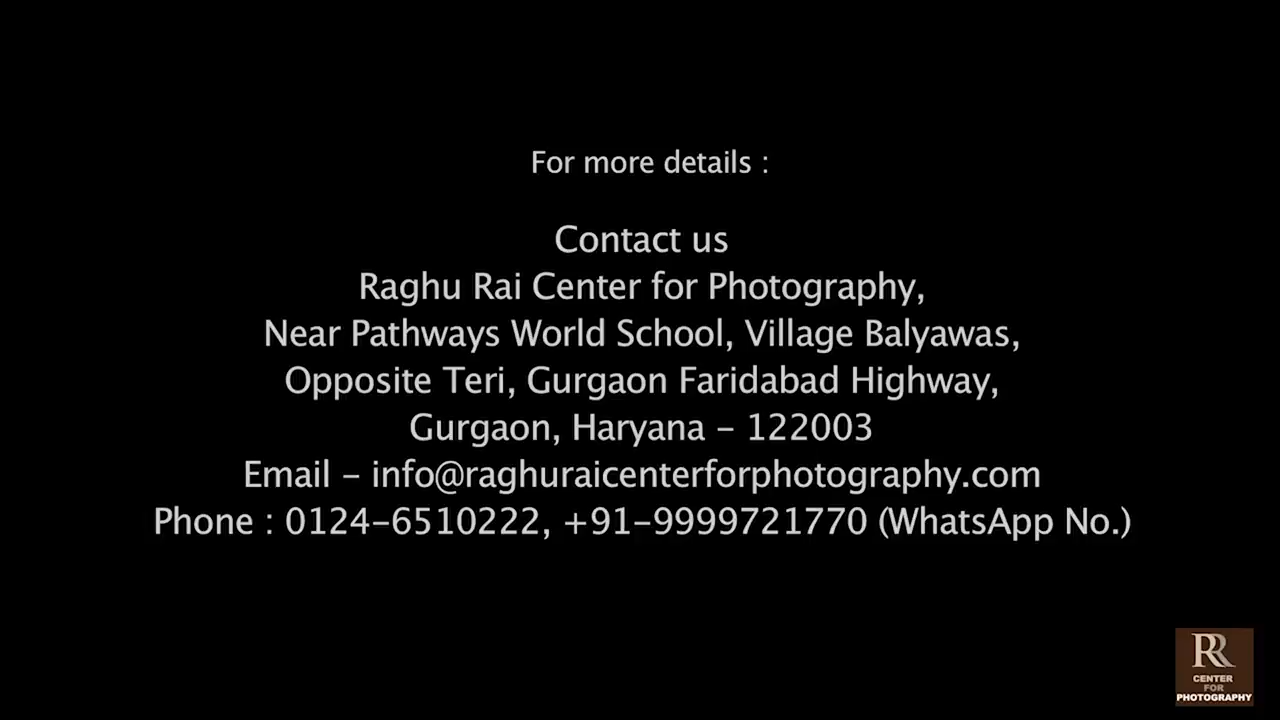 For more details :
Contact us
Raghu Rai Center for Photography,
Near Pathways World School, Village Balyawas,
Opposite Teri, Gurgaon Faridabad Highway,
Gurgaon, Haryana – 122003
Email – info@raghuraicenterforphotography.com
Phone : 0124–6510222, +91–9999721770 (WhatsApp No.)
RR
CENTER
FOR
PHOTOGRAPHY